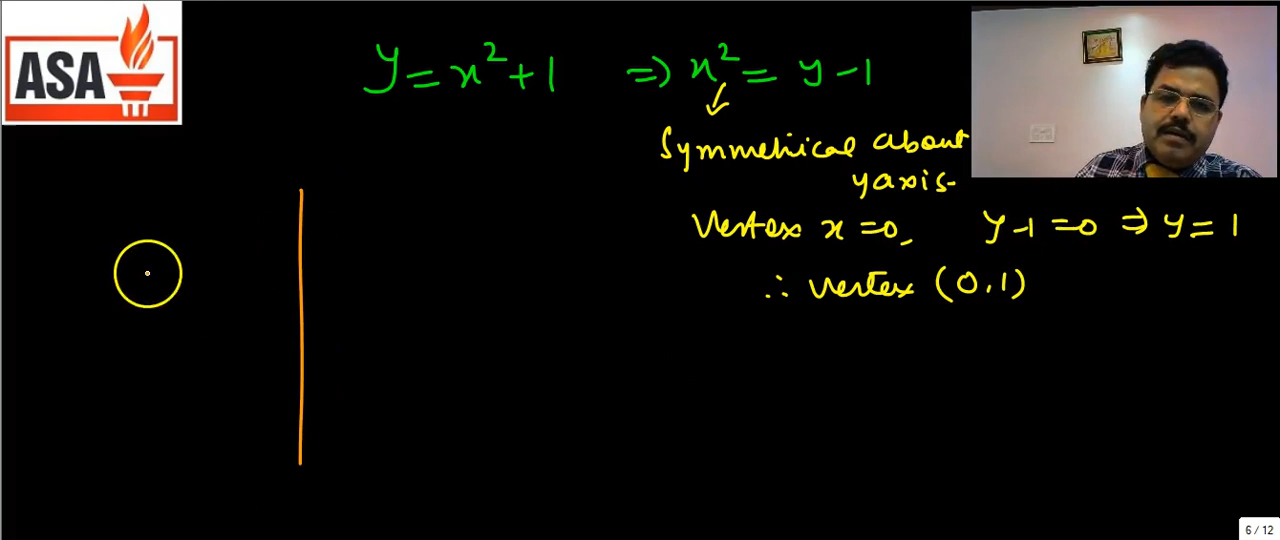 ASA
y = x² + 1 ⇒ x² = y - 1
Symmetrical about
y axis.
Vertex x = 0, y - 1 = 0 ⇒ y = 1
∴ Vertex (0, 1)
6 / 12